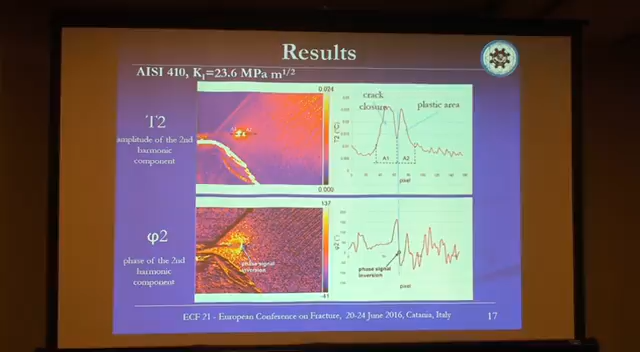 Results
AISI 410, KI=23.6 MPa m1/2
T2
amplitude of the 2nd
harmonic
component
0.024
0.000
crack
closure
plastic area
A1
A2
pixel
φ2
phase of the 2nd
harmonic
component
137
-41
phase signal
inversion
phase signal
inversion
pixel
ECF 21 - European Conference on Fracture, 20-24 June 2016, Catania, Italy
17